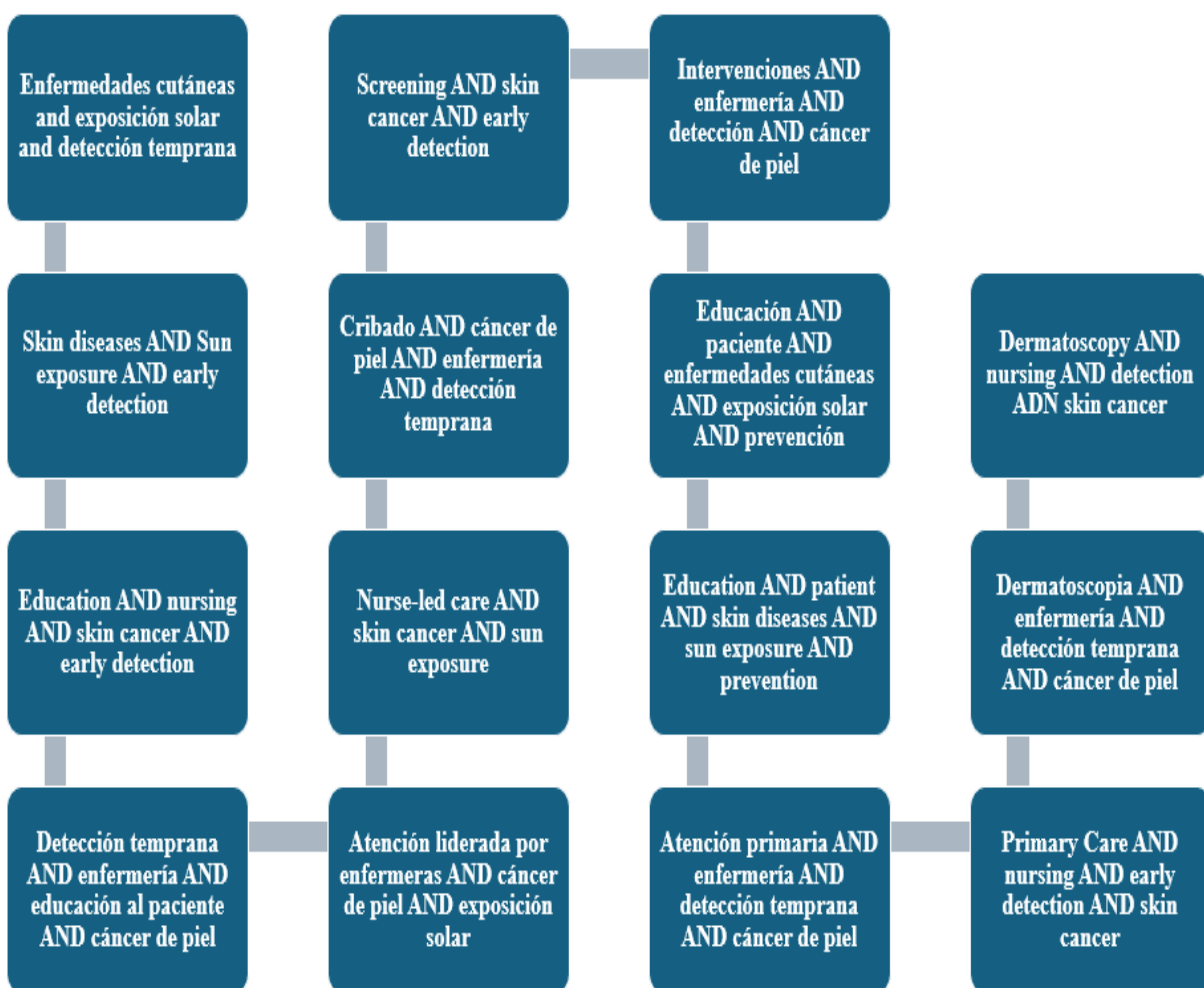 Enfermedades cutáneas
and exposición solar
and detección temprana
Skin diseases AND Sun
exposure AND early
detection
Education AND nursing
AND skin cancer AND
early detection
Detección temprana
AND enfermería AND
educación al paciente
AND cáncer de piel
Atención liderada por
enfermeras AND cáncer
de piel AND exposición
solar
Nurse-led care AND
skin cancer AND sun
exposure
Cribado AND cáncer de
piel AND enfermería
AND detección
temprana
Screening AND skin
cancer AND early
detection
Intervenciones AND
enfermería AND
detección AND cáncer
de piel
Educación AND
paciente AND
enfermedades cutáneas
AND exposición solar
AND prevención
Education AND patient
AND skin diseases AND
sun exposure AND
prevention
Atención primaria AND
enfermería AND
detección temprana
AND cáncer de piel
Primary Care AND
nursing AND early
detection AND skin
cancer
Dermatoscopia AND
enfermería AND
detección temprana
AND cáncer de piel
Dermatoscopy AND
nursing AND detection
ADN skin cancer